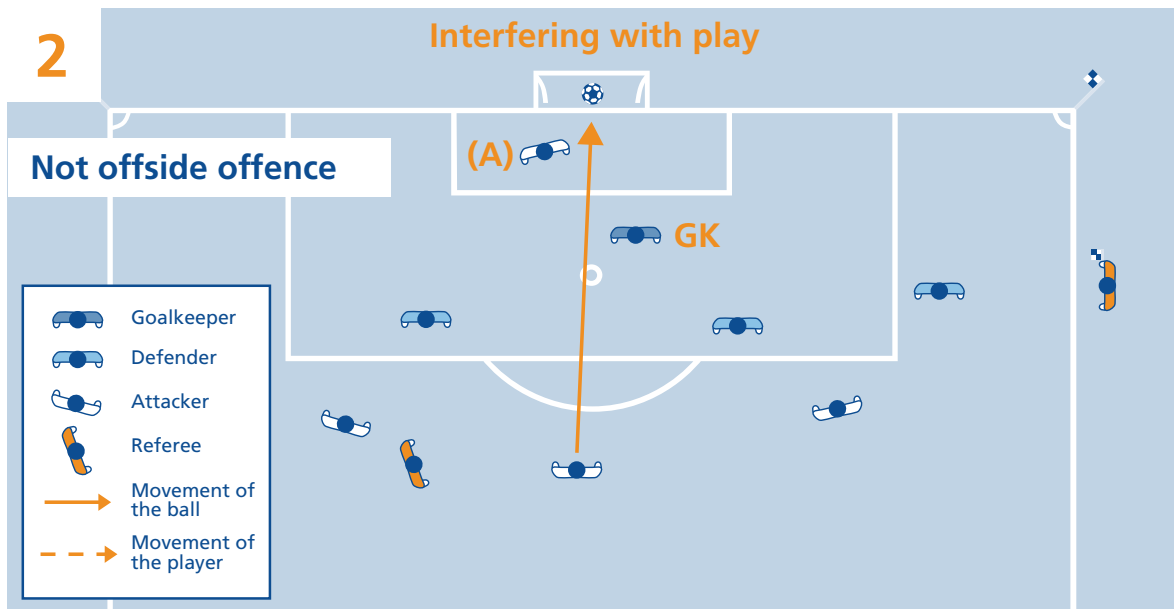 2
Interfering with play
(A)
Not offside offence
GK
Goalkeeper
Defender
Attacker
Referee
Movement of
the ball
Movement of
the player